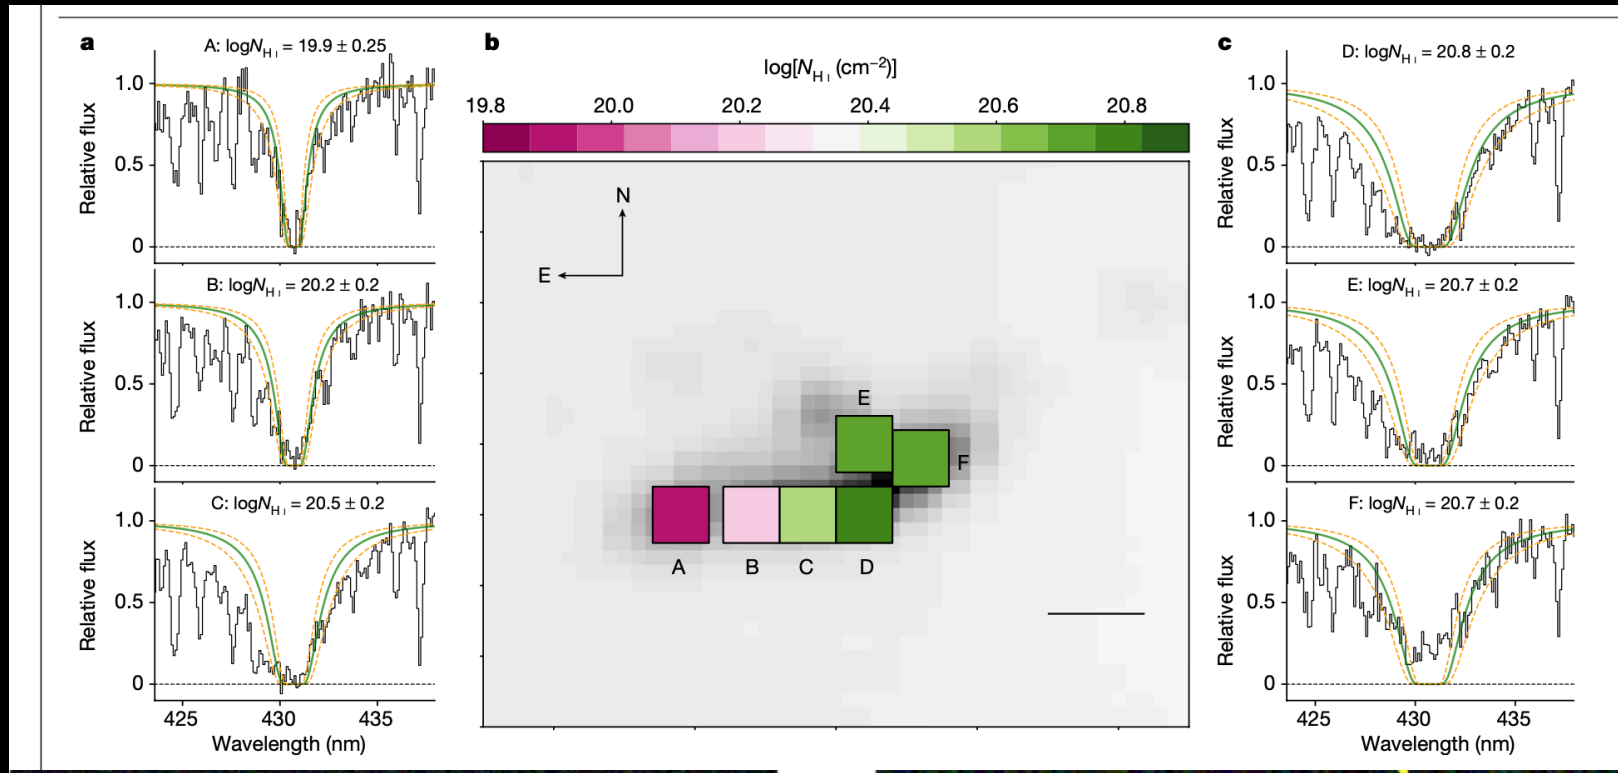 a
A: logN_H I = 19.9 ± 0.25
1.0
0.5
0
Relative flux
B: logN_H I = 20.2 ± 0.2
1.0
0.5
0
Relative flux
C: logN_H I = 20.5 ± 0.2
1.0
0.5
0
Relative flux
425 430 435
Wavelength (nm)
b
log[N_H I (cm⁻²)]
19.8 20.0 20.2 20.4 20.6 20.8
N
E
E
F
A B C D
c
D: logN_H I = 20.8 ± 0.2
1.0
0.5
0
Relative flux
E: logN_H I = 20.7 ± 0.2
1.0
0.5
0
Relative flux
F: logN_H I = 20.7 ± 0.2
1.0
0.5
0
Relative flux
425 430 435
Wavelength (nm)